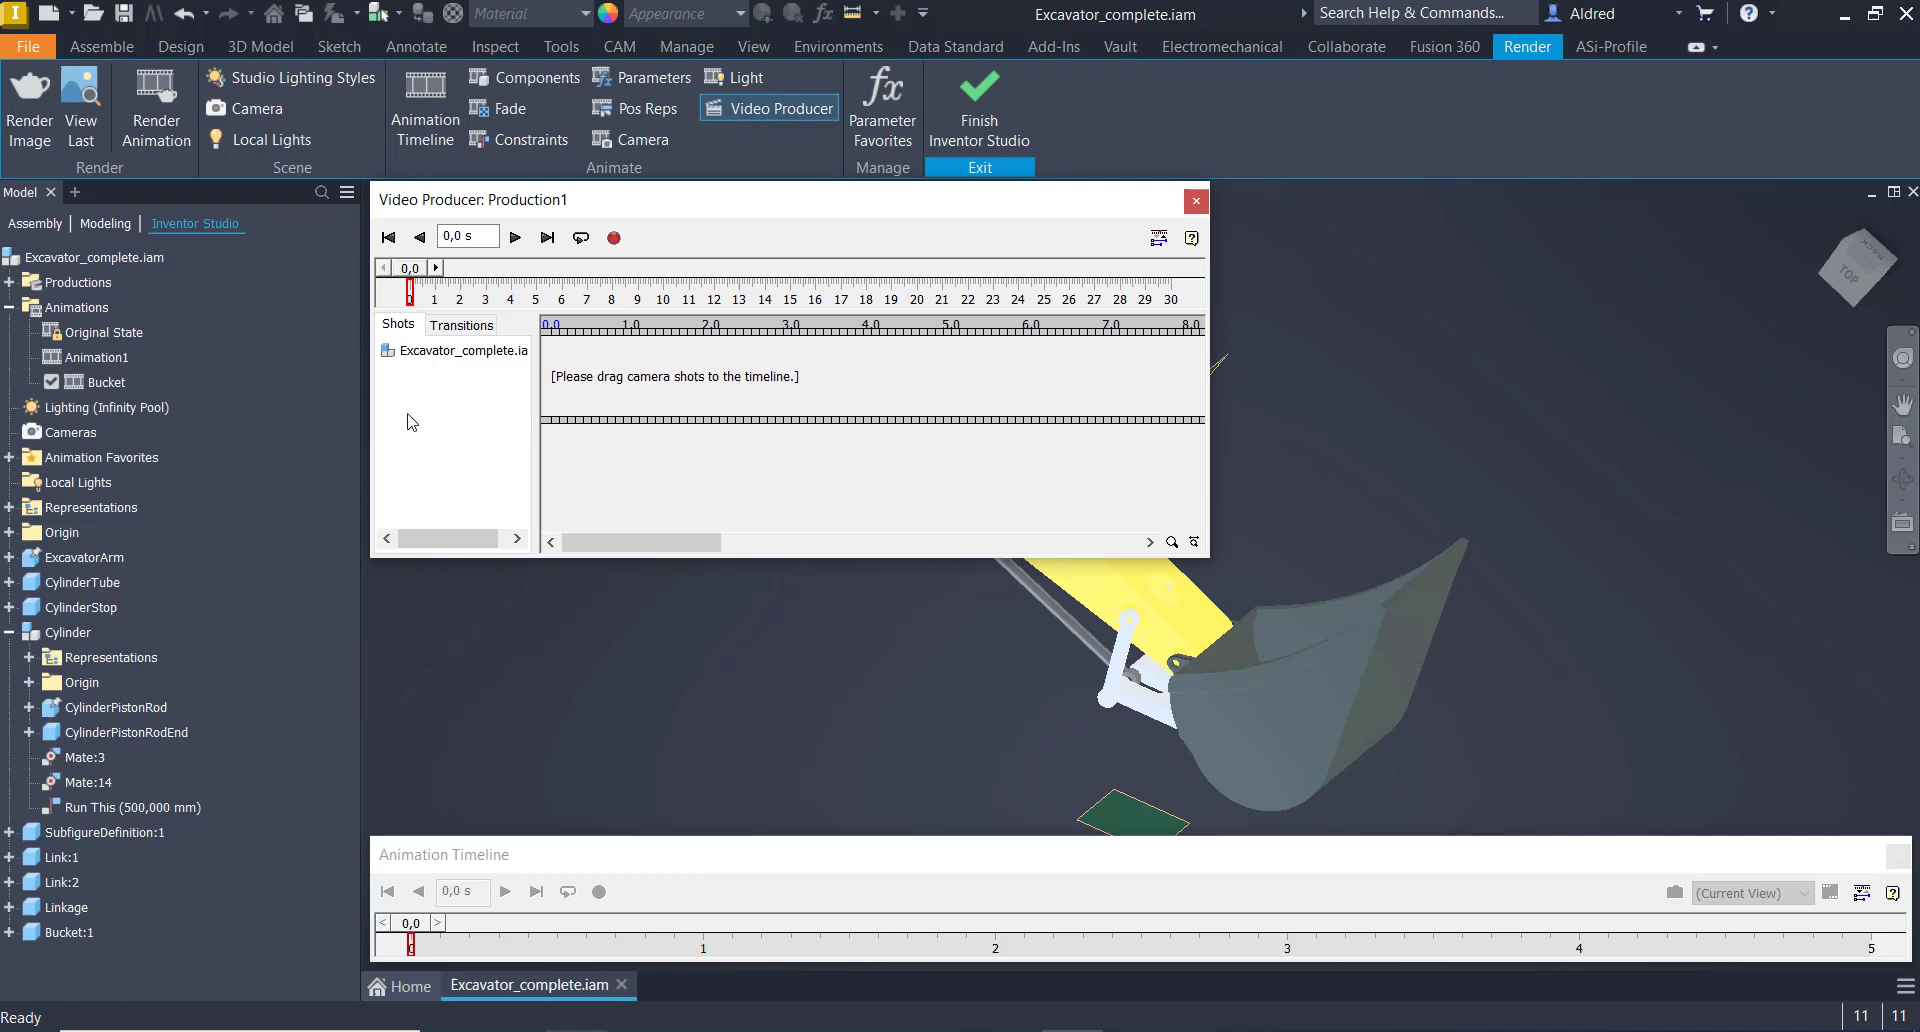 Material
Appearance
Excavator_complete.iam
Search Help & Commands...
Aldred
File
Assemble
Design
3D Model
Sketch
Annotate
Inspect
Tools
CAM
Manage
View
Environments
Data Standard
Add-Ins
Vault
Electromechanical
Collaborate
Fusion 360
Render
ASi-Profile
Render Image
View Last
Render Animation
Studio Lighting Styles
Camera
Local Lights
Animation Timeline
Components
Fade
Constraints
Parameters
Pos Reps
Camera
Light
Video Producer
fx
Parameter Favorites
Finish Inventor Studio
Render
Scene
Animate
Manage
Exit
Model
Assembly
Modeling
Inventor Studio
Excavator_complete.iam
Productions
Animations
Original State
Animation1
Bucket
Lighting (Infinity Pool)
Cameras
Animation Favorites
Local Lights
Representations
Origin
ExcavatorArm
CylinderTube
CylinderStop
Cylinder
Representations
Origin
CylinderPistonRod
CylinderPistonRodEnd
Mate:3
Mate:14
Run This (500,000 mm)
SubfigureDefinition:1
Link:1
Link:2
Linkage
Bucket:1
Video Producer: Production1
0,0 s
0,0
0 1 2 3 4 5 6 7 8 9 10 11 12 13 14 15 16 17 18 19 20 21 22 23 24 25 26 27 28 29 30
Shots
Transitions
0.0 1.0 2.0 3.0 4.0 5.0 6.0 7.0 8.0
Excavator_complete.ia
[Please drag camera shots to the timeline.]
TOP
BACK
Animation Timeline
0,0 s
(Current View)
0,0
0 1 2 3 4 5
Home
Excavator_complete.iam
Ready
11 11